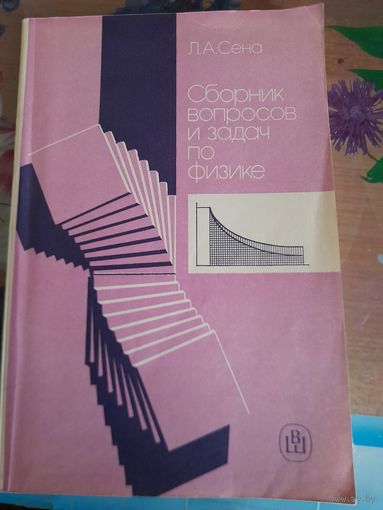 Л.А.Сена
Сборник
вопросов
и задач
по
физике
В
Ш